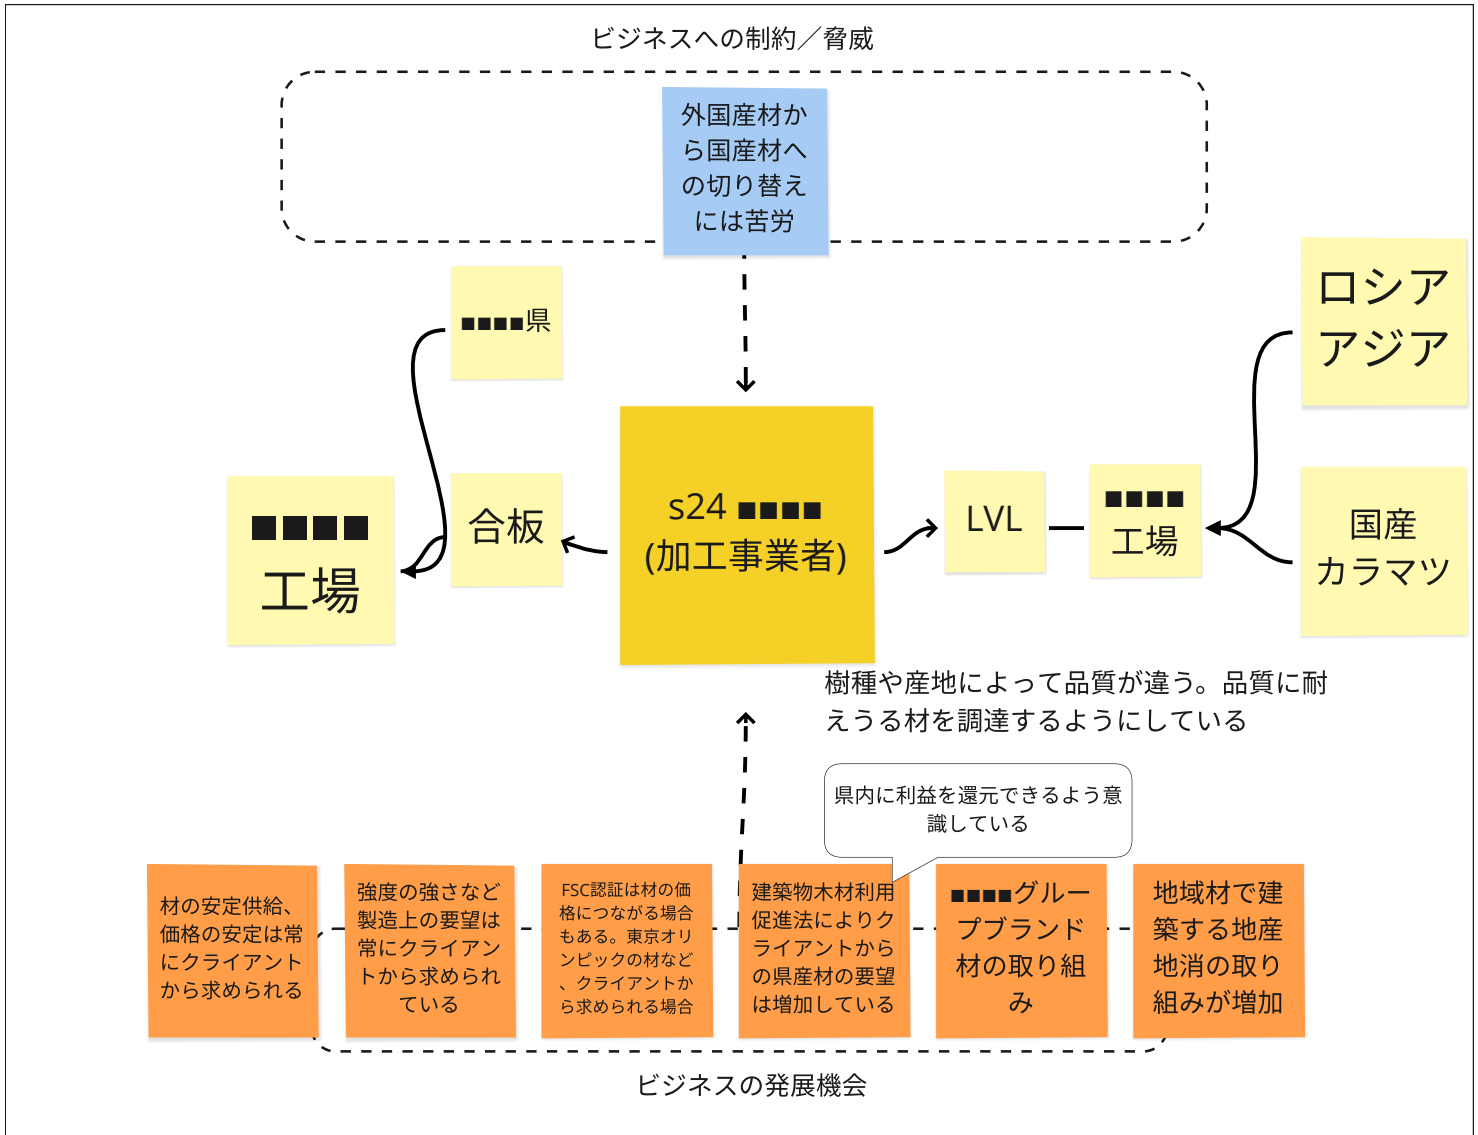 ビジネスへの制約／脅威
外国産材か
ら国産材へ
の切り替え
には苦労
■■■■県
ロシア
アジア
■■■■
工場
合板
s24 ■■■■
(加工事業者)
LVL
■■■■
工場
国産
カラマツ
樹種や産地によって品質が違う。品質に耐
えうる材を調達するようにしている
県内に利益を還元できるよう意
識している
材の安定供給、
価格の安定は常
にクライアント
から求められる
強度の強さなど
製造上の要望は
常にクライアン
トから求められ
ている
FSC認証は材の価
格につながる場合
もある。東京オリ
ンピックの材など
、クライアントか
ら求められる場合
建築物木材利用
促進法によりク
ライアントから
の県産材の要望
は増加している
■■■■グルー
プブランド
材の取り組
み
地域材で建
築する地産
地消の取り
組みが増加
ビジネスの発展機会